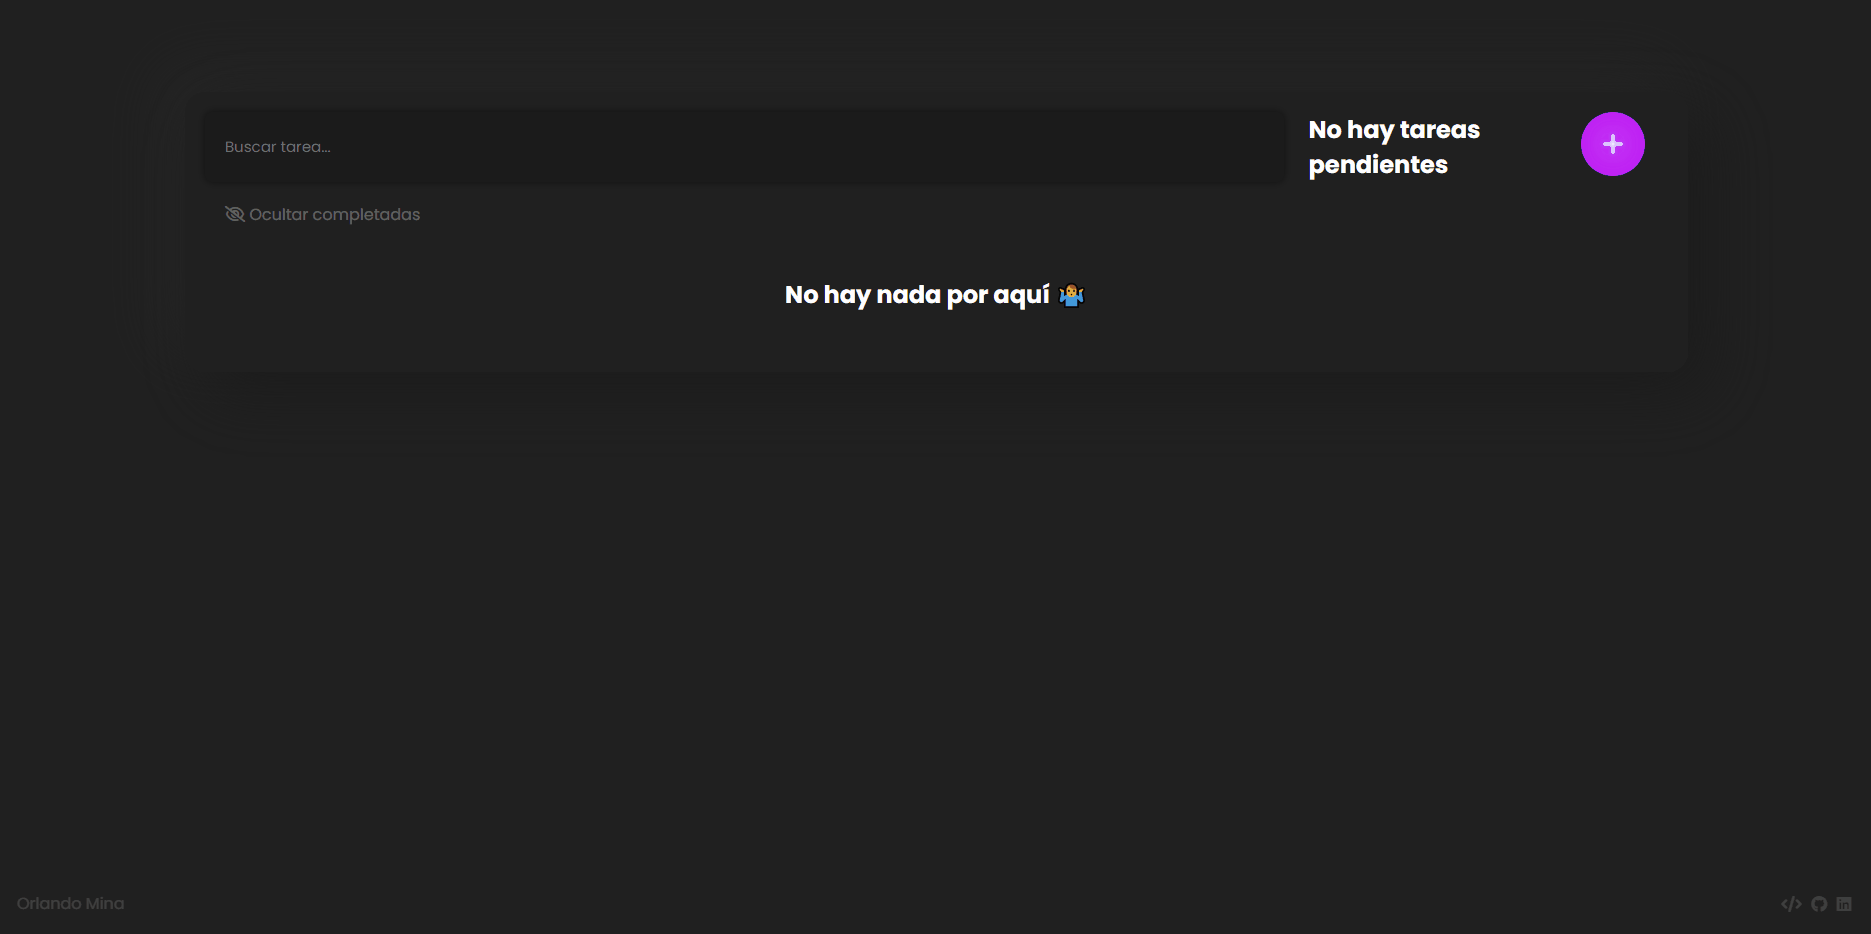 Buscar tarea...
No hay tareas
pendientes
Ocultar completadas
No hay nada por aquí 🤷‍♂️
Orlando Mina